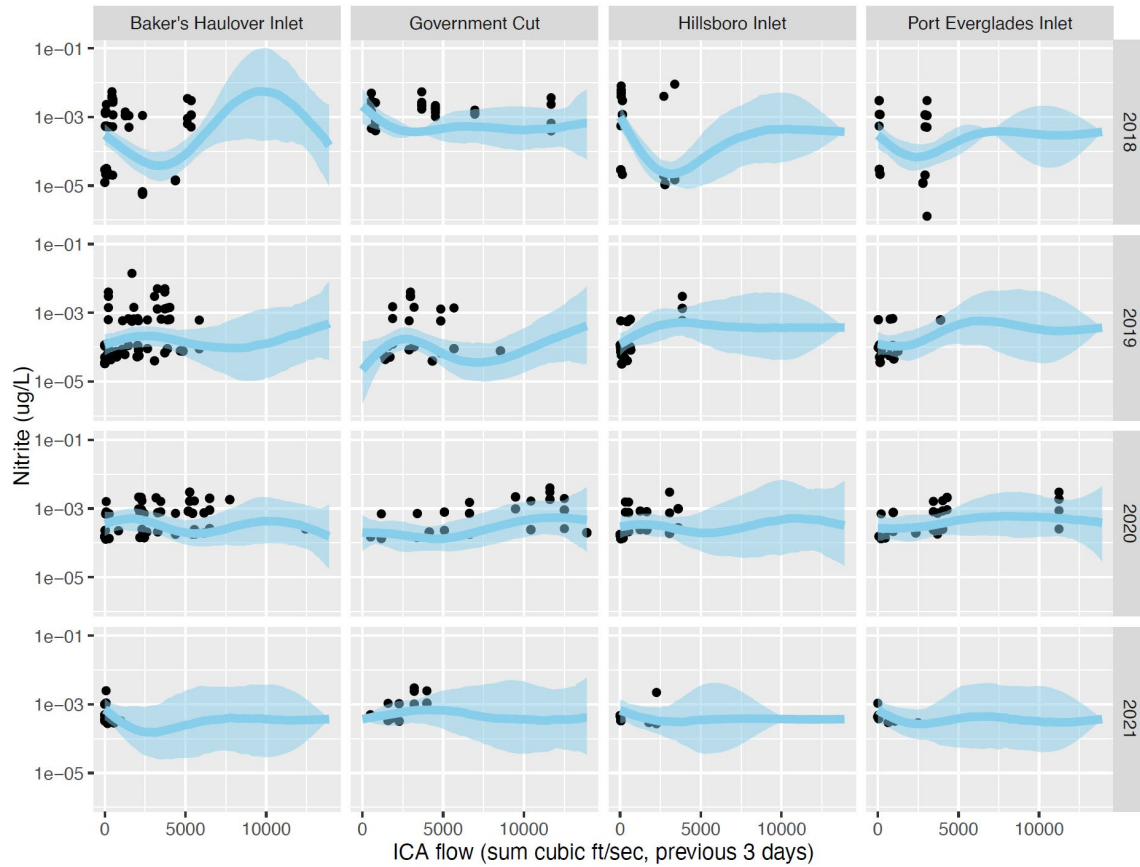 Baker's Haulover Inlet
Government Cut
Hillsboro Inlet
Port Everglades Inlet
Nitrite (ug/L)
1e−01
1e−03
1e−05
2018
1e−01
1e−03
1e−05
2019
1e−01
1e−03
1e−05
2020
1e−01
1e−03
1e−05
2021
0 5000 10000
0 5000 10000
0 5000 10000
0 5000 10000
ICA flow (sum cubic ft/sec, previous 3 days)